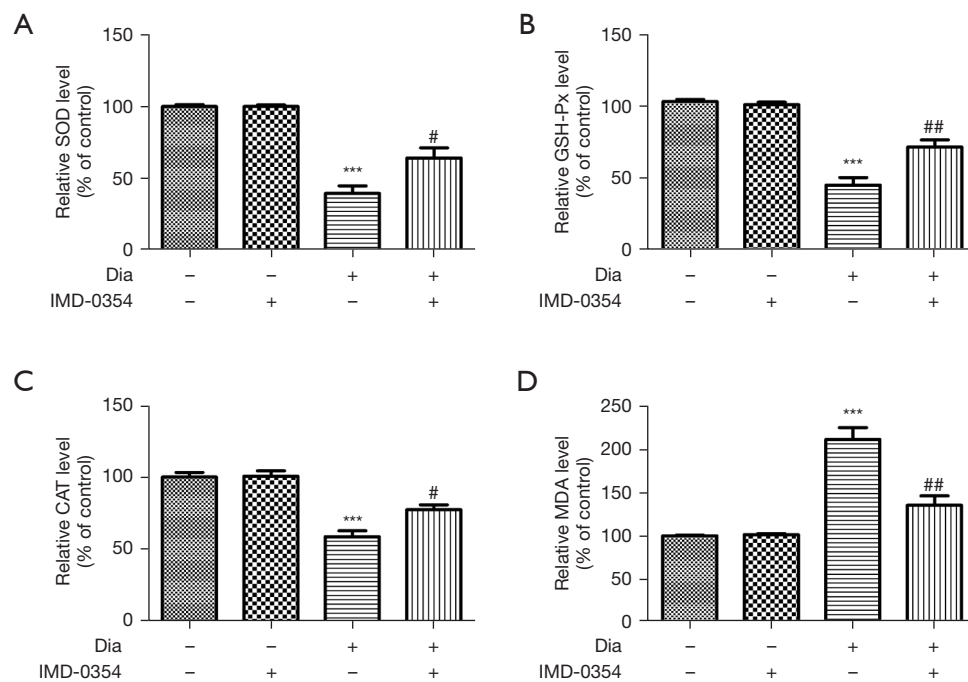 A
Relative SOD level
(% of control)
150
100
50
0
***
#
Dia − − + +
IMD-0354 − + − +
B
Relative GSH-Px level
(% of control)
150
100
50
0
***
##
Dia − − + +
IMD-0354 − + − +
C
Relative CAT level
(% of control)
150
100
50
0
***
#
Dia − − + +
IMD-0354 − + − +
D
Relative MDA level
(% of control)
250
200
150
100
50
0
***
##
Dia − − + +
IMD-0354 − + − +